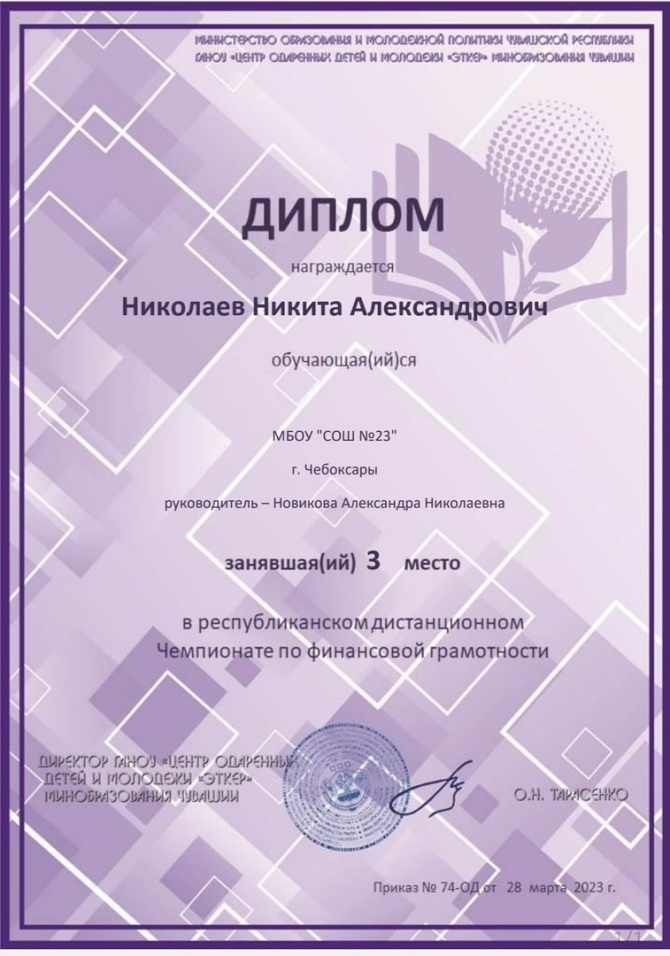 МИНИСТЕРСТВО ОБРАЗОВАНИЯ И МОЛОДЕЖНОЙ ПОЛИТИКИ ЧУВАШСКОЙ РЕСПУБЛИКИ
ГАНОУ «ЦЕНТР ОДАРЕННЫХ ДЕТЕЙ И МОЛОДЕЖИ «ЭТКЕР» МИНОБРАЗОВАНИЯ ЧУВАШИИ
ДИПЛОМ
награждается
Николаев Никита Александрович
обучающая(ий)ся
МБОУ "СОШ №23"
г. Чебоксары
руководитель – Новикова Александра Николаевна
занявшая(ий) 3 место
в республиканском дистанционном
Чемпионате по финансовой грамотности
ДИРЕКТОР ГАНОУ «ЦЕНТР ОДАРЕННЫХ
ДЕТЕЙ И МОЛОДЕЖИ «ЭТКЕР»
МИНОБРАЗОВАНИЯ ЧУВАШИИ
О.Н. ТАРАСЕНКО
Приказ № 74-ОД от 28 марта 2023 г.
1/1